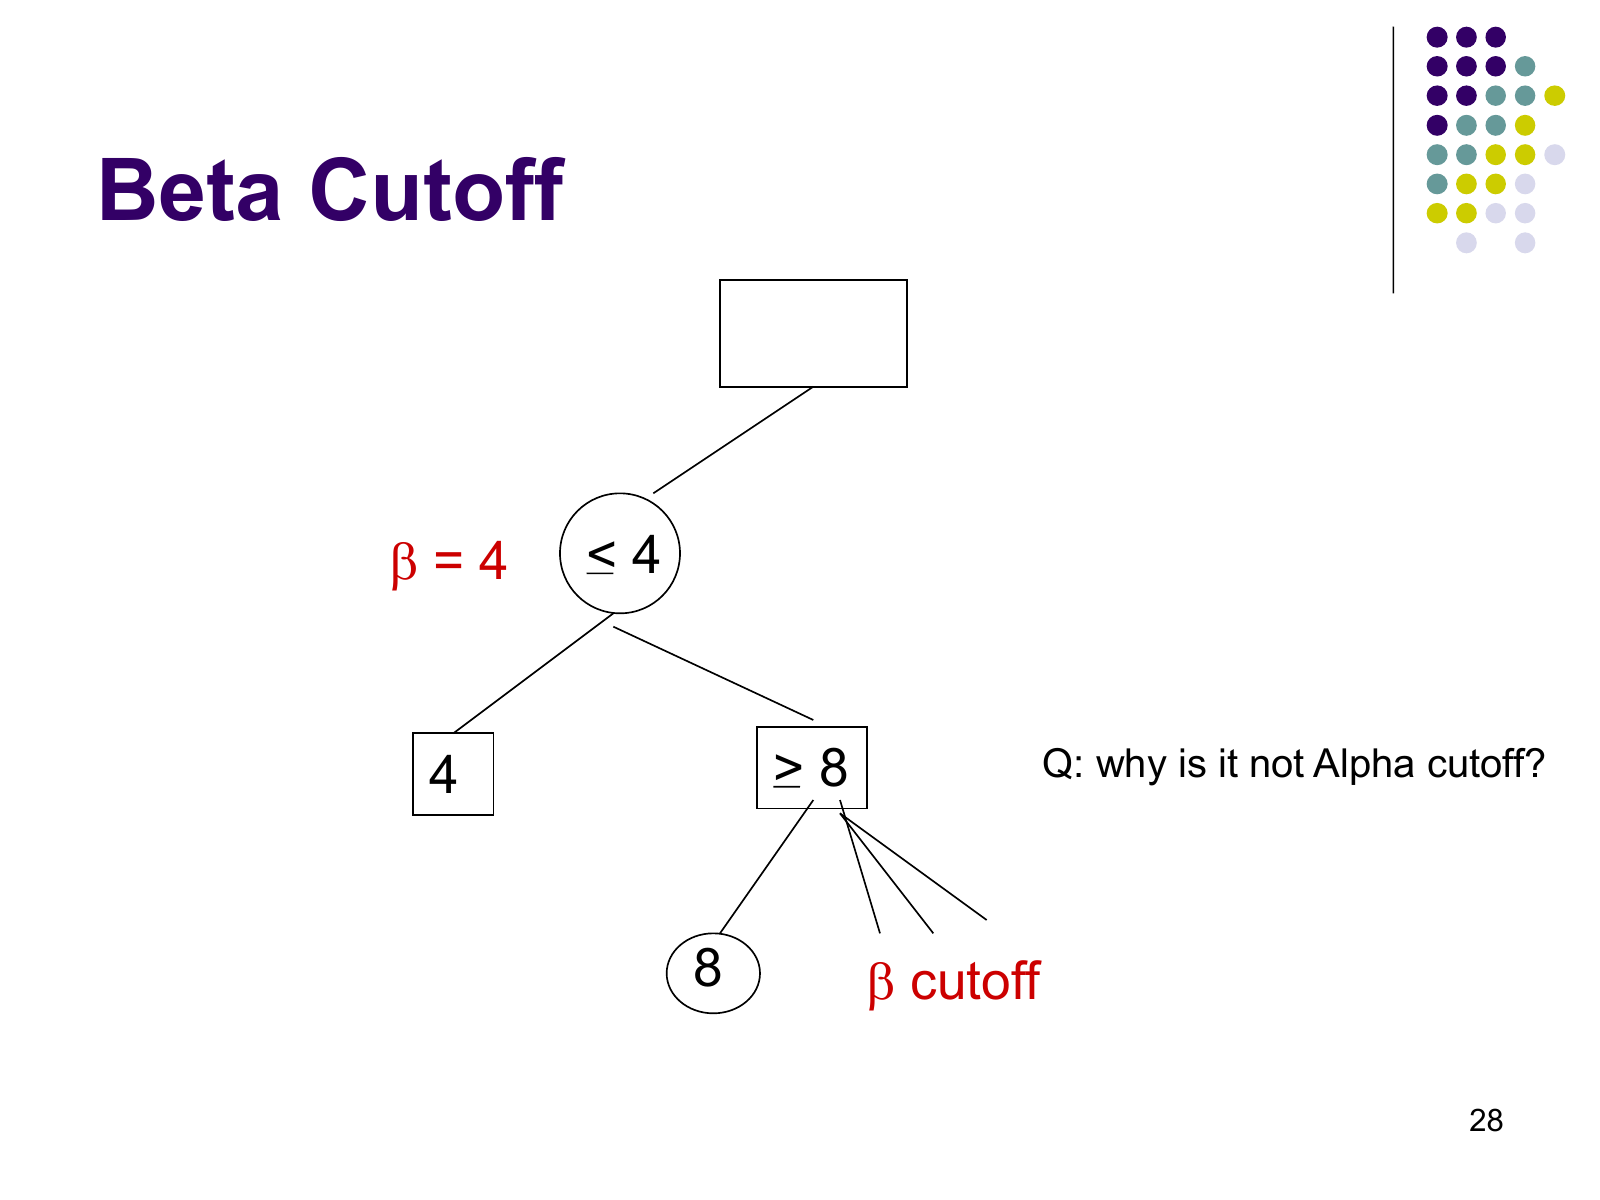 Beta Cutoff
β = 4
≤ 4
4
≥ 8
Q: why is it not Alpha cutoff?
8
β cutoff
28